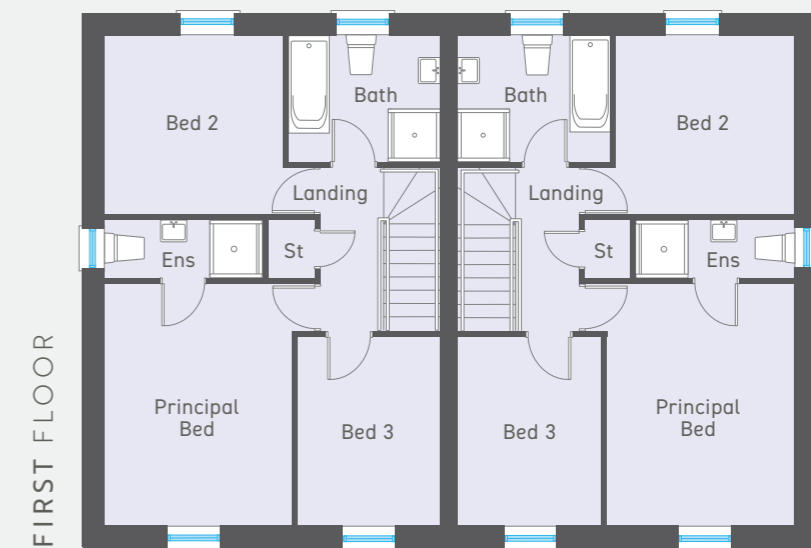 FIRST FLOOR
Bed 2
Bath
Bath
Bed 2
Landing
Landing
Ens
St
St
Ens
Principal
Bed
Bed 3
Bed 3
Principal
Bed